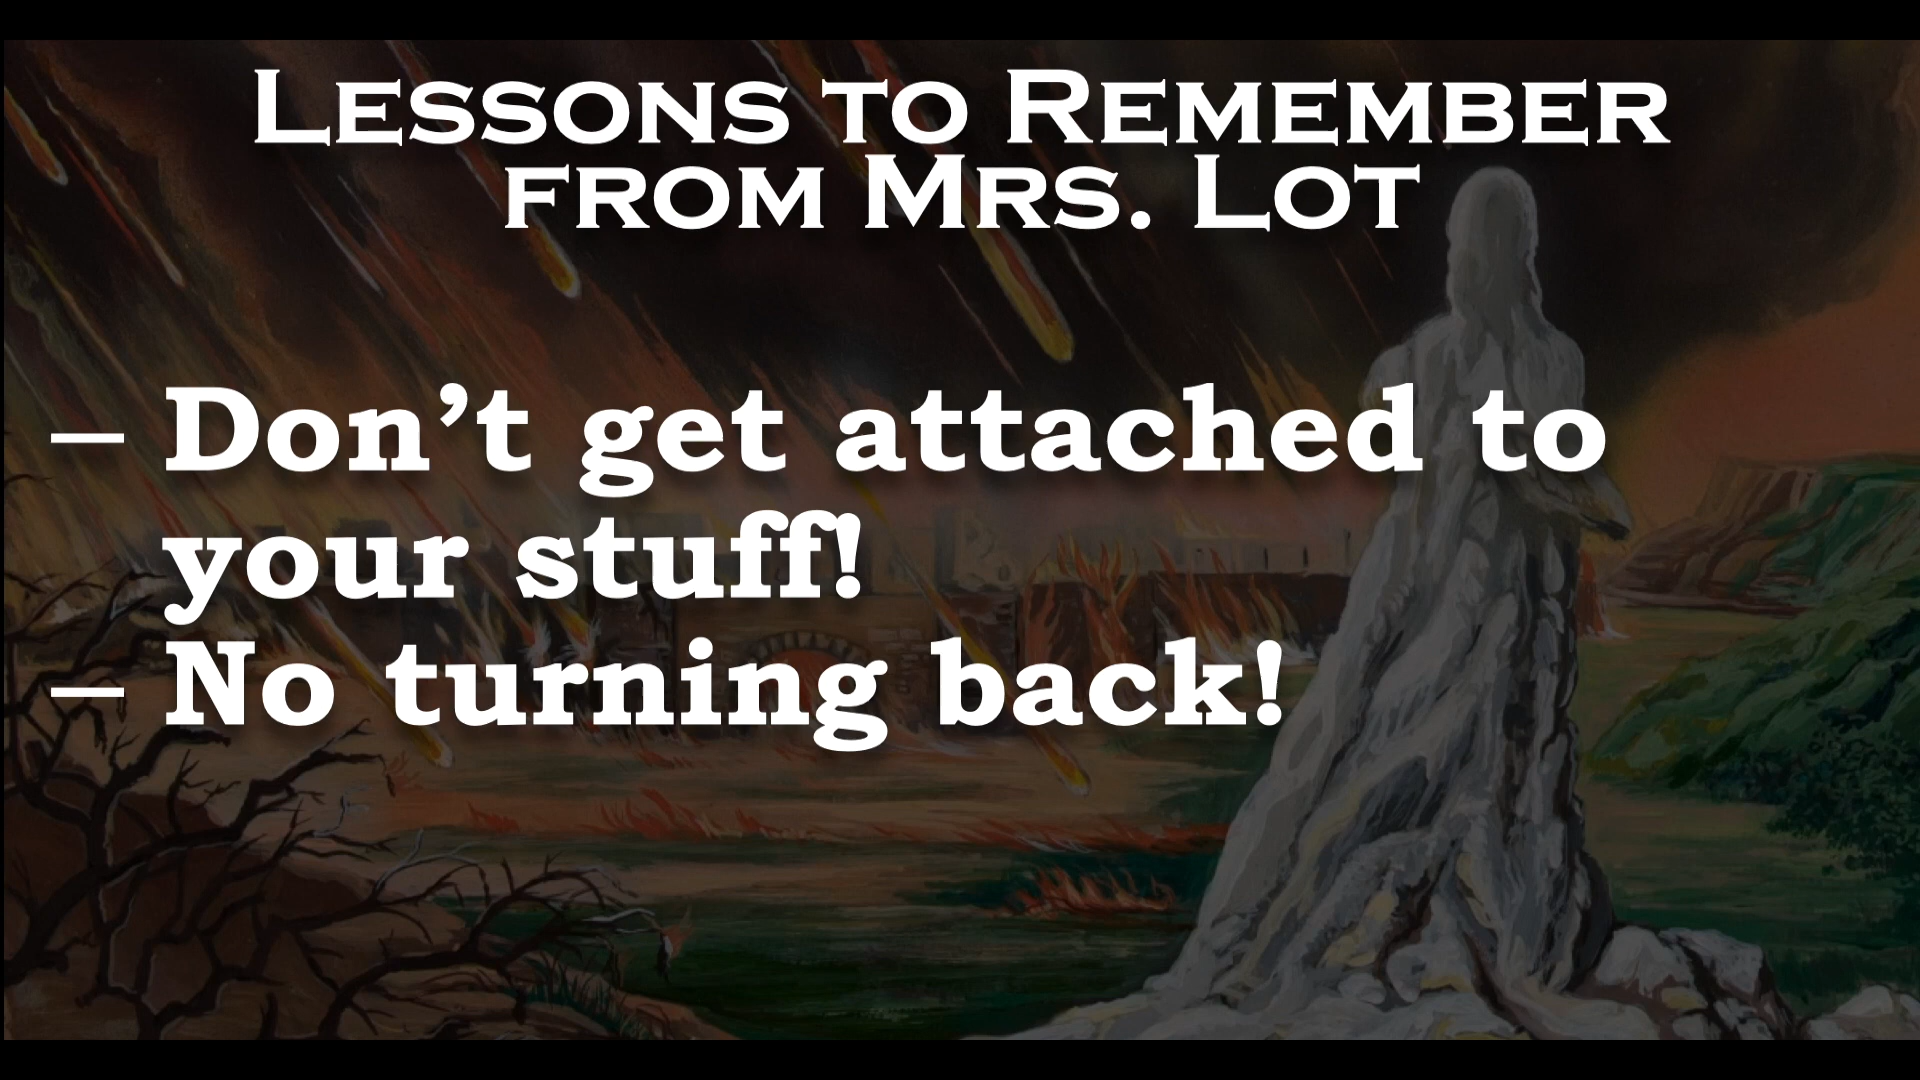 Lessons to Remember
from Mrs. Lot
– Don’t get attached to
your stuff!
– No turning back!